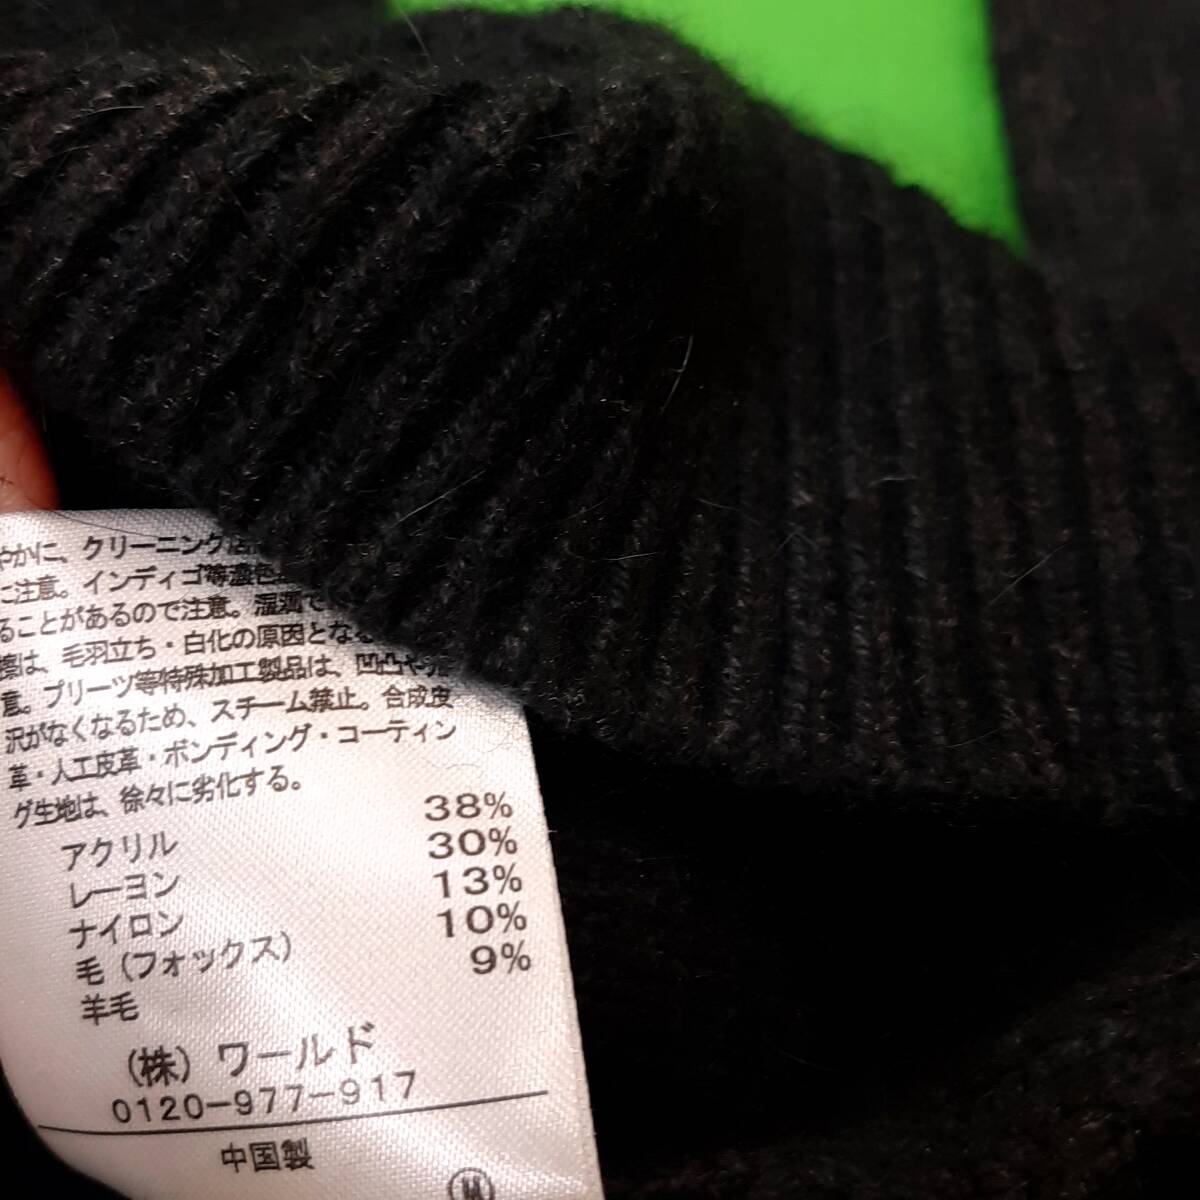 やかに、クリーニング店
に注意。インディゴ等濃色
ることがあるので注意。湿潤で
擦は、毛羽立ち・白化の原因となる
意。プリーツ等特殊加工製品は、凹凸や
沢がなくなるため、スチーム禁止。合成皮
革・人工皮革・ボンディング・コーティン
グ生地は、徐々に劣化する。
アクリル 38%
レーヨン 30%
ナイロン 13%
毛（フォックス） 10%
羊毛 9%
（株）ワールド
0120-977-917
中国製